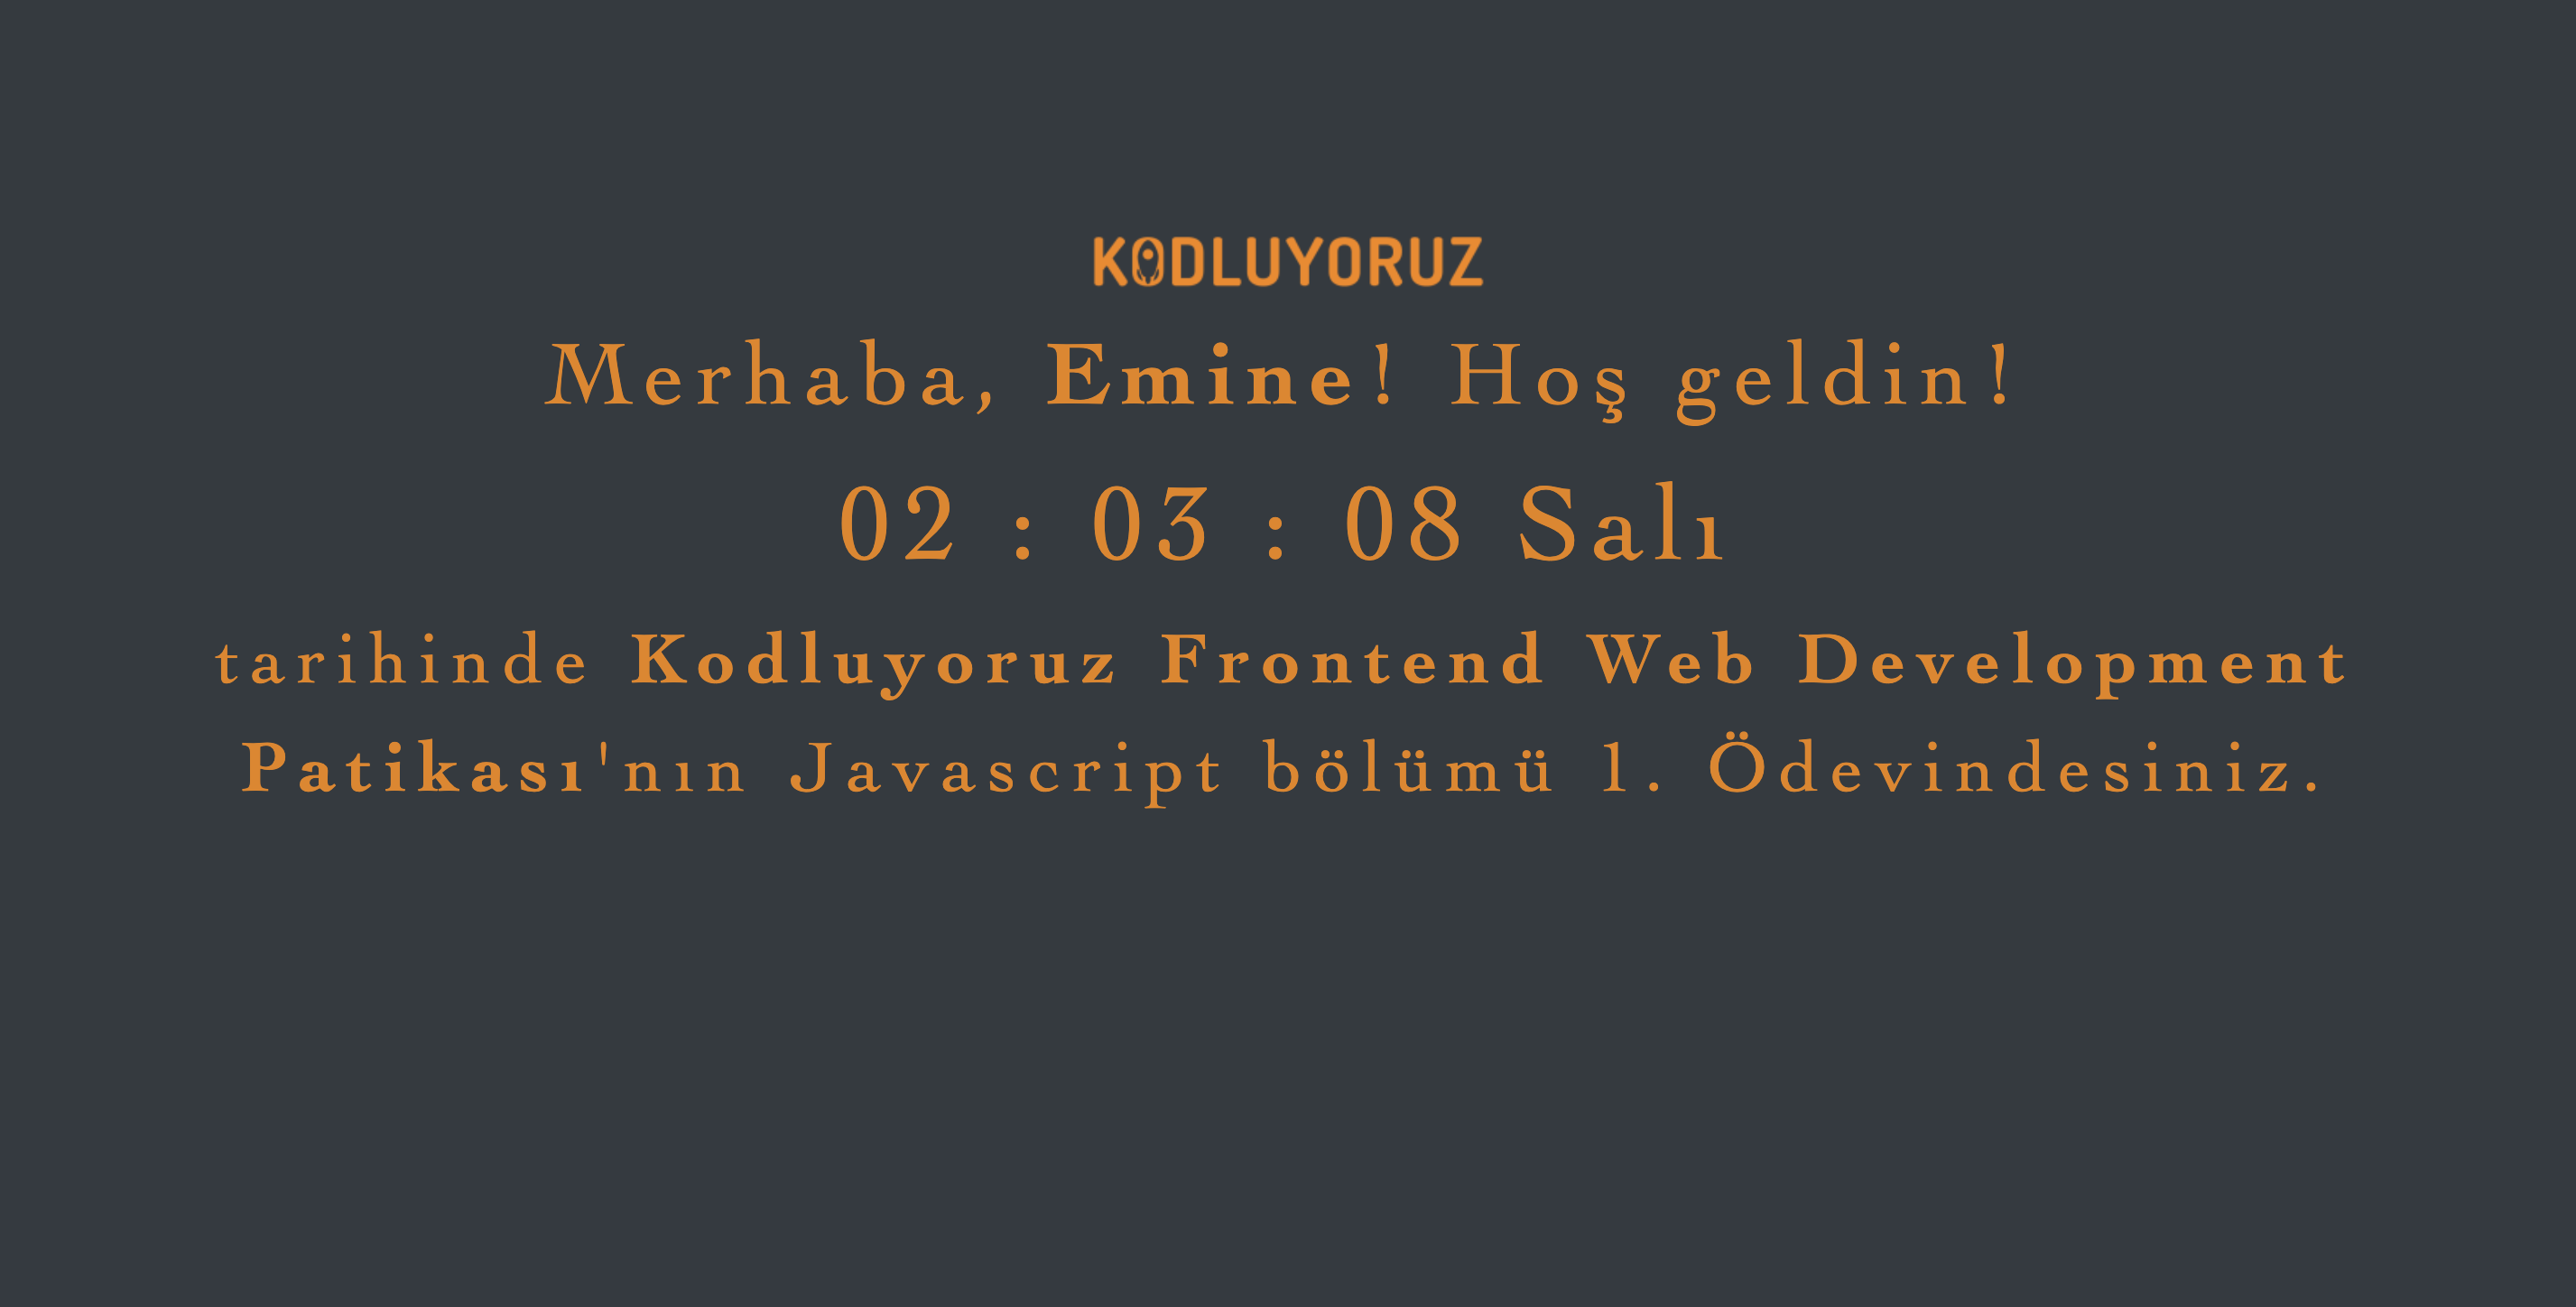 KODLUYORUZ
Merhaba, Emine! Hoş geldin!
02 : 03 : 08 Salı
tarihinde Kodluyoruz Frontend Web Development
Patikası'nın Javascript bölümü 1. Ödevindesiniz.